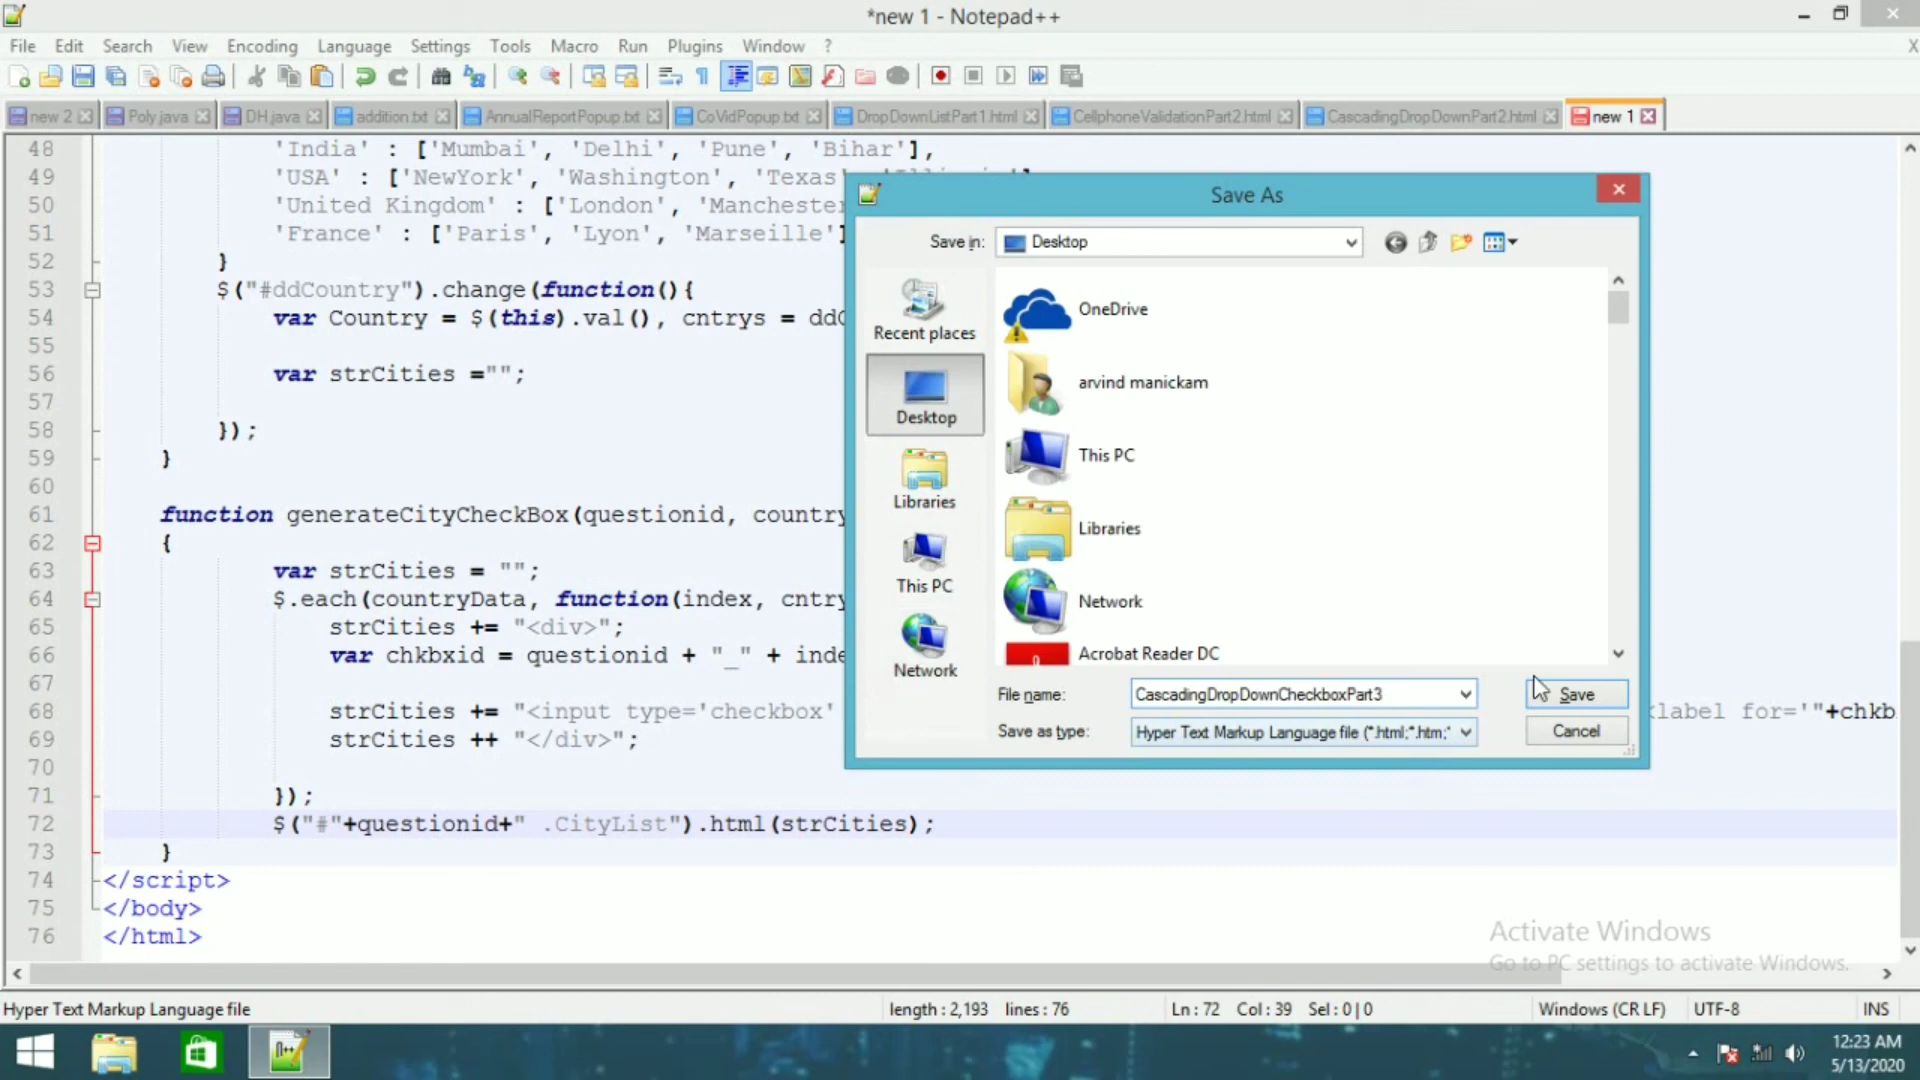 *new 1 - Notepad++
File Edit Search View Encoding Language Settings Tools Macro Run Plugins Window ?
new 2 Poly.java DH.java addition.txt AnnualReportPopup.txt CoVidPopup.txt DropDownListPart1.html CellphoneValidationPart2.html CascadingDropDownPart2.html new 1
48 'India' : ['Mumbai', 'Delhi', 'Pune', 'Bihar'],
49 'USA' : ['NewYork', 'Washington', 'Texas'
50 'United Kingdom' : ['London', 'Manchester
51 'France' : ['Paris', 'Lyon', 'Marseille']
52 }
53 $("#ddCountry").change(function(){
54 var Country = $(this).val(), cntrys = ddC
55
56 var strCities ="";
57
58 });
59 }
60
61 function generateCityCheckBox(questionid, country
62 {
63 var strCities = "";
64 $.each(countryData, function(index, cntry
65 strCities += "<div>";
66 var chkbxid = questionid + "_" + inde
67
68 strCities += "<input type='checkbox' label for='"+chkb
69 strCities ++ "</div>";
70
71 });
72 $("#"+questionid+" .CityList").html(strCities);
73 }
74 </script>
75 </body>
76 </html>
Save As
Save in: Desktop
Recent places
Desktop
Libraries
This PC
Network
OneDrive
arvind manickam
This PC
Libraries
Network
Acrobat Reader DC
File name: CascadingDropDownCheckboxPart3 Save
Save as type: Hyper Text Markup Language file (*.html;*.htm;* Cancel
Activate Windows
Go to PC settings to activate Windows.
Hyper Text Markup Language file length : 2,193 lines : 76 Ln : 72 Col : 39 Sel : 0 | 0 Windows (CR LF) UTF-8 INS
12:23 AM
5/13/2020